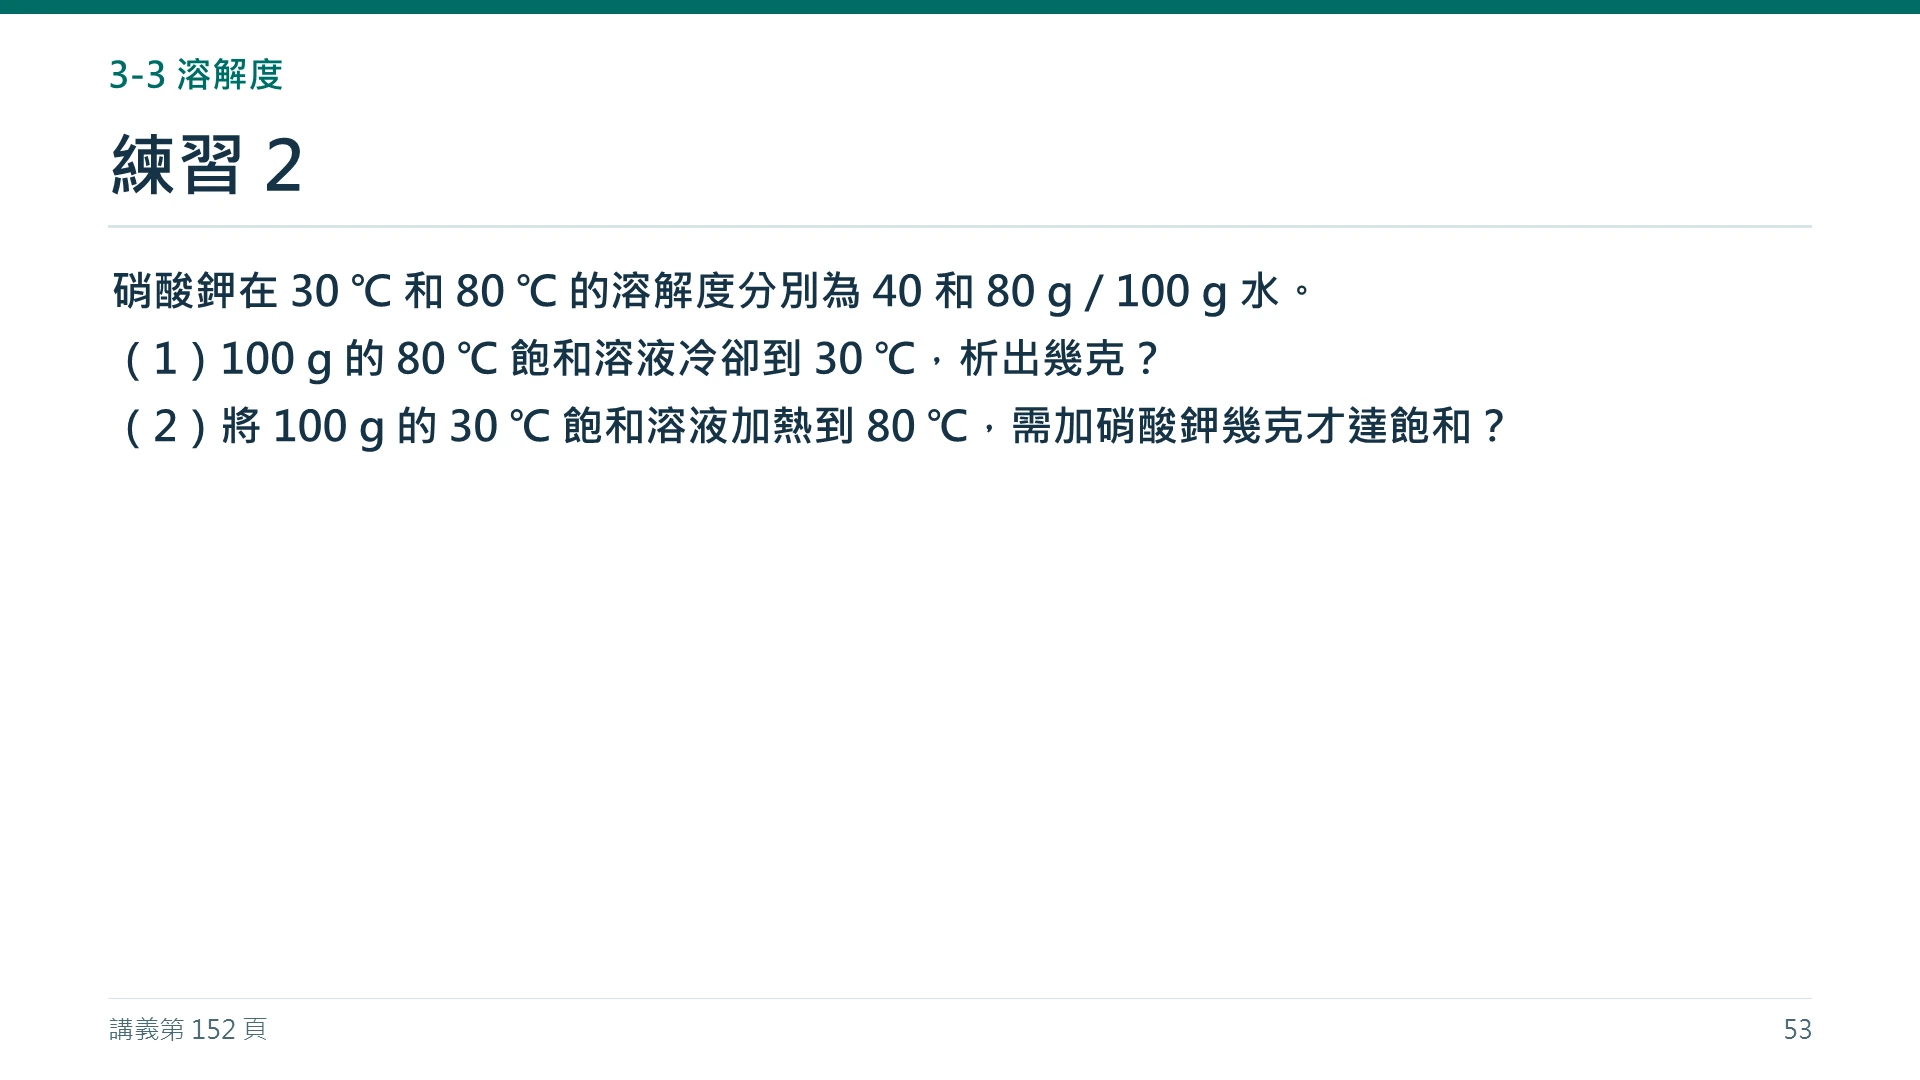 3-3 溶解度
練習 2
硝酸鉀在 30 ℃ 和 80 ℃ 的溶解度分別為 40 和 80 g / 100 g 水。
（1）100 g 的 80 ℃ 飽和溶液冷卻到 30 ℃，析出幾克？
（2）將 100 g 的 30 ℃ 飽和溶液加熱到 80 ℃，需加硝酸鉀幾克才達飽和？
講義第 152 頁
53